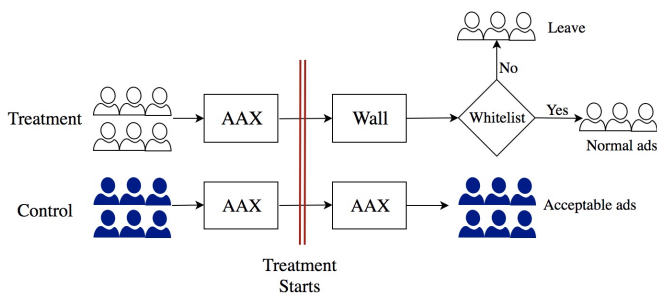 Leave
No
Treatment
AAX
Wall
Whitelist
Yes
Normal ads
Control
AAX
AAX
Acceptable ads
Treatment
Starts